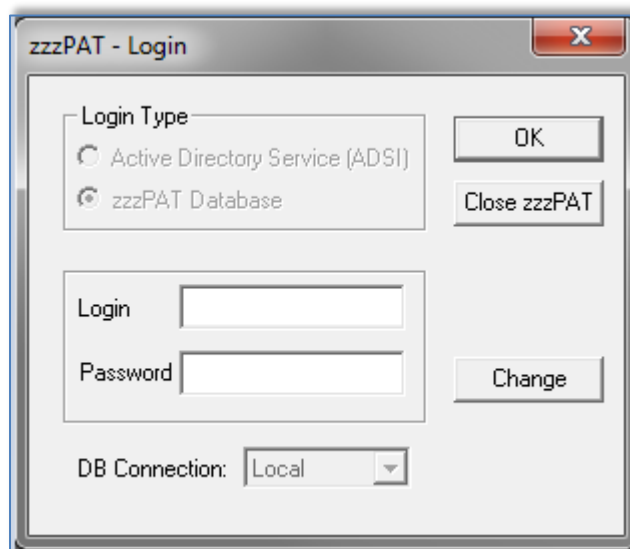 zzzPAT - Login
Login Type
Active Directory Service (ADSI)
zzzPAT Database
OK
Close zzzPAT
Login
Password
Change
DB Connection: Local